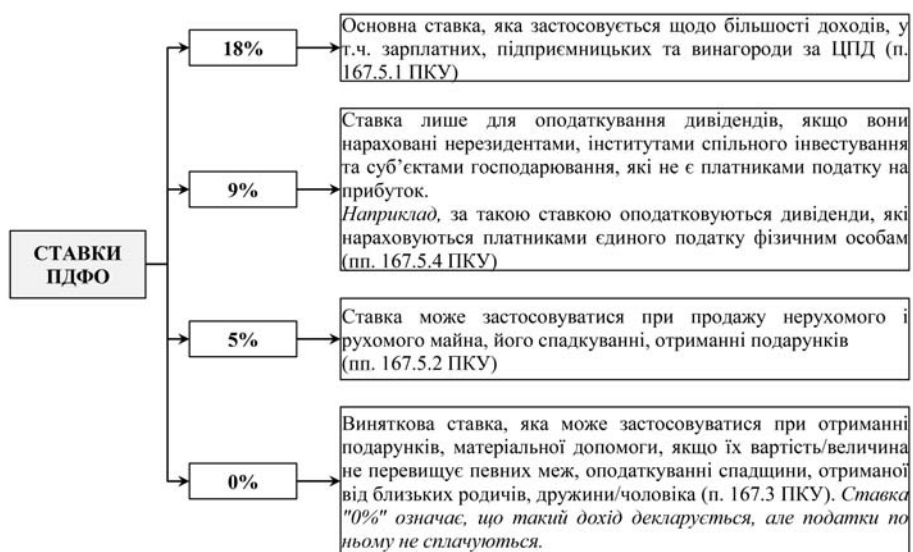 18%
Основна ставка, яка застосовується щодо більшості доходів, у
т.ч. зарплатних, підприємницьких та винагороди за ЦПД (п.
167.5.1 ПКУ)
9%
Ставка лише для оподаткування дивідендів, якщо вони
нараховані нерезидентами, інститутами спільного інвестування
та суб’єктами господарювання, які не є платниками податку на
прибуток.
Наприклад, за такою ставкою оподатковуються дивіденди, які
нараховуються платниками єдиного податку фізичним особам
(пп. 167.5.4 ПКУ)
СТАВКИ
ПДФО
5%
Ставка може застосовуватися при продажу нерухомого і
рухомого майна, його спадкуванні, отриманні подарунків
(пп. 167.5.2 ПКУ)
0%
Виняткова ставка, яка може застосовуватися при отриманні
подарунків, матеріальної допомоги, якщо їх вартість/величина
не перевищує певних меж, оподаткуванні спадщини, отриманої
від близьких родичів, дружини/чоловіка (п. 167.3 ПКУ). Ставка
"0%" означає, що такий дохід декларується, але податки по
ньому не сплачуються.